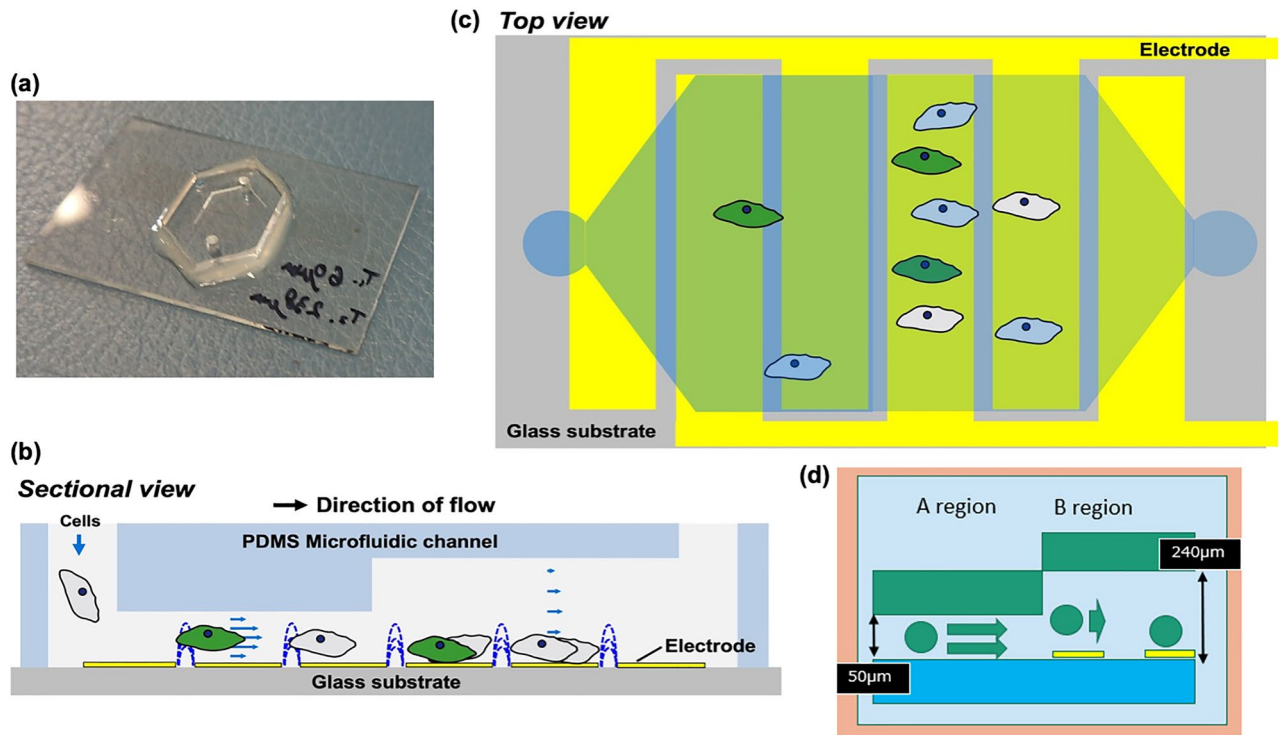 (a)
(b)
Sectional view
Direction of flow
Cells
PDMS Microfluidic channel
Electrode
Glass substrate
(c)
Top view
Electrode
Glass substrate
(d)
A region
B region
240µm
50µm